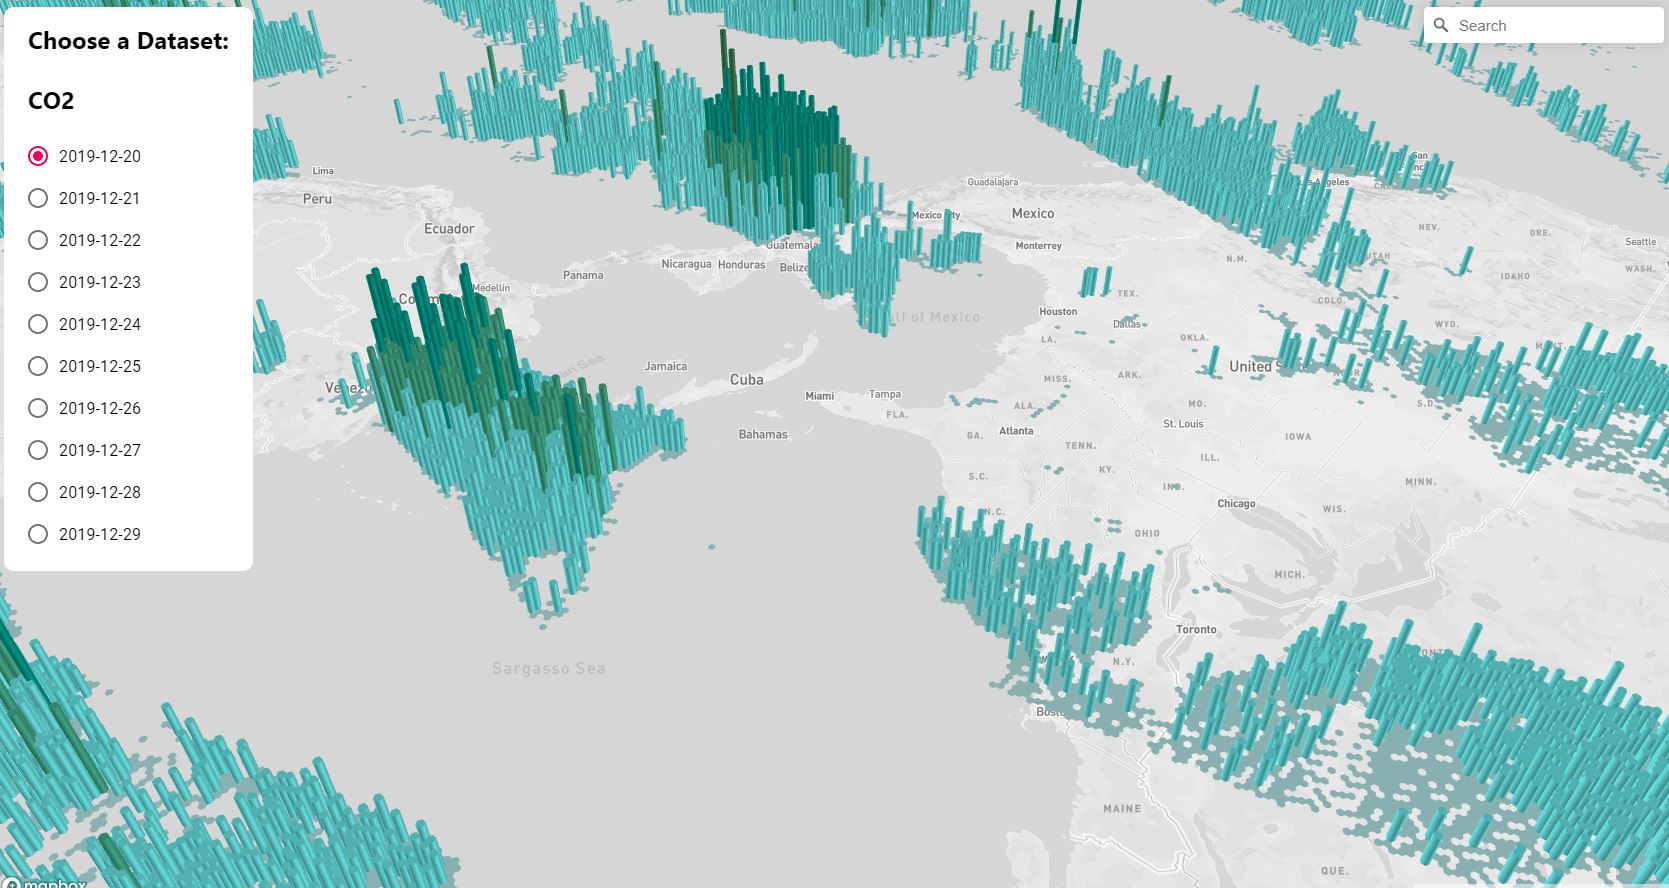 Choose a Dataset:
CO2
2019-12-20
2019-12-21
2019-12-22
2019-12-23
2019-12-24
2019-12-25
2019-12-26
2019-12-27
2019-12-28
2019-12-29
Search
Lima
Peru
Ecuador
Medellín
Panama
Nicaragua
Honduras
Guatemala
Belize
Guadalajara
Mexico City
Mexico
Monterrey
San
Los Angeles
NEV.
ORE.
Seattle
WASH.
UTAH
IDAHO
N.M.
COLO.
WYO.
MONT.
TEX.
Houston
Dallas
Gulf of Mexico
LA.
OKLA.
United
Jamaica
Cuba
Miami
Tampa
FLA.
Bahamas
MISS.
ARK.
ALA.
MO.
S.D.
GA.
Atlanta
St. Louis
TENN.
IOWA
S.C.
KY.
ILL.
IND.
MINN.
N.C.
Chicago
WIS.
OHIO
MICH.
Toronto
N.Y.
ONT.
Sargasso Sea
MAINE
QUE.
mapbox